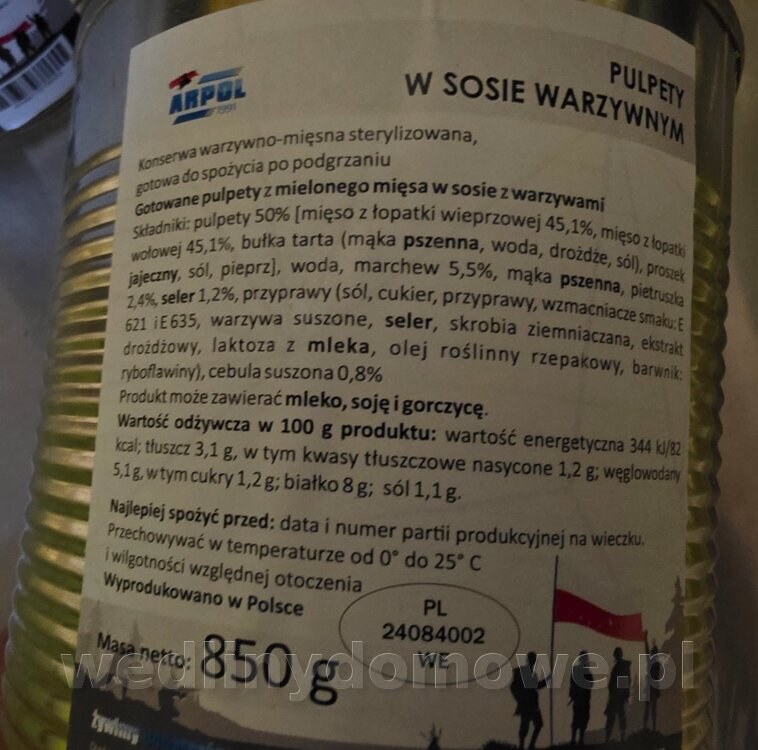 ARPOL
1991
PULPETY
W SOSIE WARZYWNYM
Konserwa warzywno-mięsna sterylizowana,
gotowa do spożycia po podgrzaniu
Gotowane pulpety z mielonego mięsa w sosie z warzywami
Składniki: pulpety 50% [mięso z łopatki wieprzowej 45,1%, mięso z łopatki
wołowej 45,1%, bułka tarta (mąka pszenna, woda, drożdże, sól), proszek
jajeczny, sól, pieprz], woda, marchew 5,5%, mąka pszenna, pietruszka
2,4%, seler 1,2%, przyprawy (sól, cukier, przyprawy, wzmacniacze smaku: E
621 i E 635, warzywa suszone, seler, skrobia ziemniaczana, ekstrakt
drożdżowy, laktoza z mleka, olej roślinny rzepakowy, barwnik:
ryboflawiny), cebula suszona 0,8%
Produkt może zawierać mleko, soję i gorczycę.
Wartość odżywcza w 100 g produktu: wartość energetyczna 344 kJ/82
kcal; tłuszcz 3,1 g, w tym kwasy tłuszczowe nasycone 1,2 g; węglowodany
5,1 g, w tym cukry 1,2 g; białko 8 g; sól 1,1 g.
Najlepiej spożyć przed: data i numer partii produkcyjnej na wieczku.
Przechowywać w temperaturze od 0° do 25° C
i wilgotności względnej otoczenia
Wyprodukowano w Polsce
PL
24084002
WE
Masa netto: 850 g
wedlinydomowe.pl
żywimy